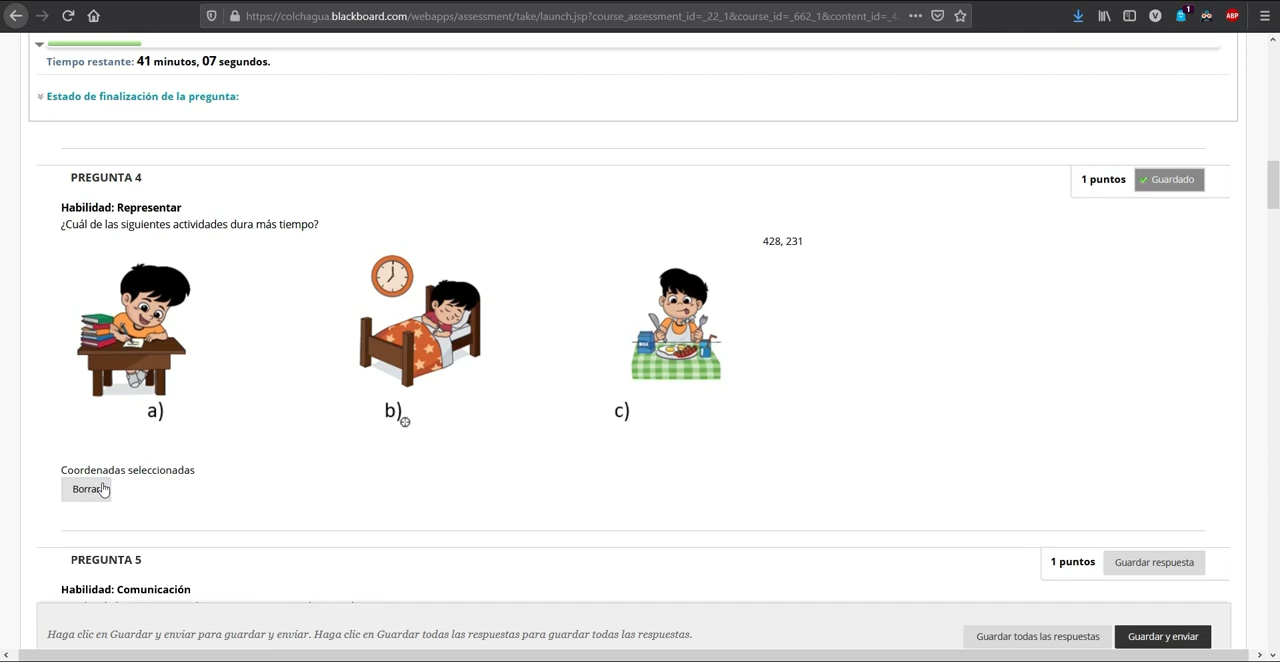 https://colchagua.blackboard.com/webapps/assessment/take/launch.jsp?course_assessment_id=_22_1&course_id=_662_1&content_id=_4
1
ABP
Tiempo restante: 41 minutos, 07 segundos.
Estado de finalización de la pregunta:
PREGUNTA 4
1 puntos
Guardado
Habilidad: Representar
¿Cuál de las siguientes actividades dura más tiempo?
428, 231
a)
b)
c)
Coordenadas seleccionadas
Borrar
PREGUNTA 5
1 puntos
Guardar respuesta
Habilidad: Comunicación
Haga clic en Guardar y enviar para guardar y enviar. Haga clic en Guardar todas las respuestas para guardar todas las respuestas.
Guardar todas las respuestas
Guardar y enviar